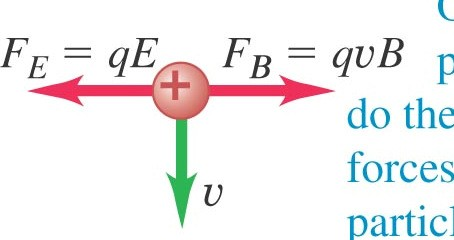 F_E = qE
F_B = qvB
+
v
do the
forces